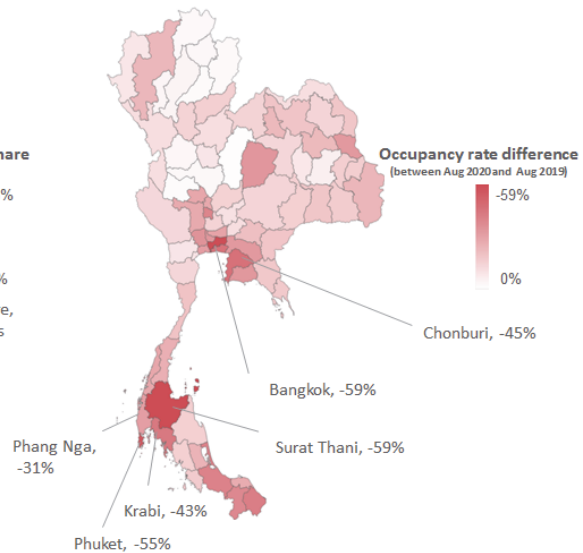 hare
%
%
re,
s
Occupancy rate difference
(between Aug 2020 and Aug 2019)
-59%
0%
Chonburi, -45%
Bangkok, -59%
Surat Thani, -59%
Phang Nga,
-31%
Krabi, -43%
Phuket, -55%